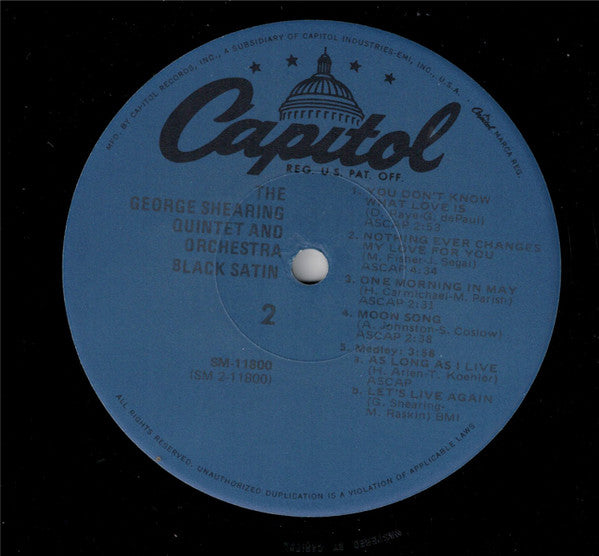 MFD. BY CAPITOL RECORDS, INC., A SUBSIDIARY OF CAPITOL INDUSTRIES-EMI, INC., U.S.A. • Capitol MARCA REG.
Capitol
REG. U.S. PAT. OFF.
THE
GEORGE SHEARING
QUINTET AND
ORCHESTRA
BLACK SATIN
2
SM-11800
(SM 2-11800)
1. YOU DON'T KNOW
WHAT LOVE IS
(D. Raye-G. dePaul)
ASCAP 2:53
2. NOTHING EVER CHANGES
MY LOVE FOR YOU
(M. Fisher-J. Segal)
ASCAP 4:34
3. ONE MORNING IN MAY
(H. Carmichael-M. Parish)
ASCAP 2:31
4. MOON SONG
(A. Johnston-S. Coslow)
ASCAP 2:38
5. Medley: 3:58
a. AS LONG AS I LIVE
(H. Arlen-T. Koehler)
ASCAP
b. LET'S LIVE AGAIN
(G. Shearing-
M. Raskin) BMI
ALL RIGHTS RESERVED. UNAUTHORIZED DUPLICATION IS A VIOLATION OF APPLICABLE LAWS